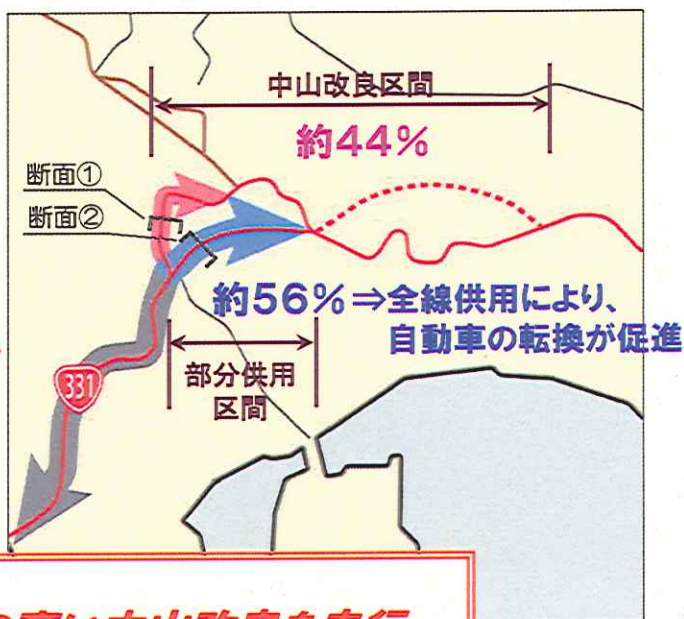 中山改良区間
約44%
断面①
断面②
約56%⇒全線供用により、
自動車の転換が促進
331
部分供用
区間